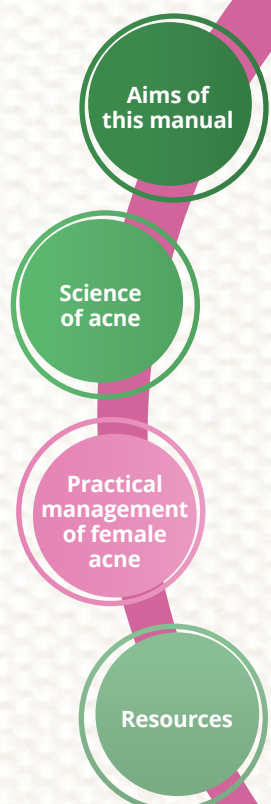 Aims of
this manual
Science
of acne
Practical
management
of female
acne
Resources